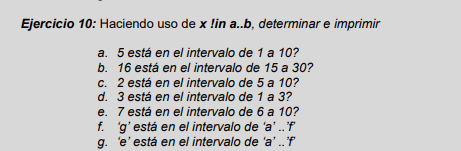 Ejercicio 10: Haciendo uso de x !in a..b, determinar e imprimir
a. 5 está en el intervalo de 1 a 10?
b. 16 está en el intervalo de 15 a 30?
c. 2 está en el intervalo de 5 a 10?
d. 3 está en el intervalo de 1 a 3?
e. 7 está en el intervalo de 6 a 10?
f. ‘g’ está en el intervalo de ‘a’ ..’f’
g. ‘e’ está en el intervalo de ‘a’ ..’f’